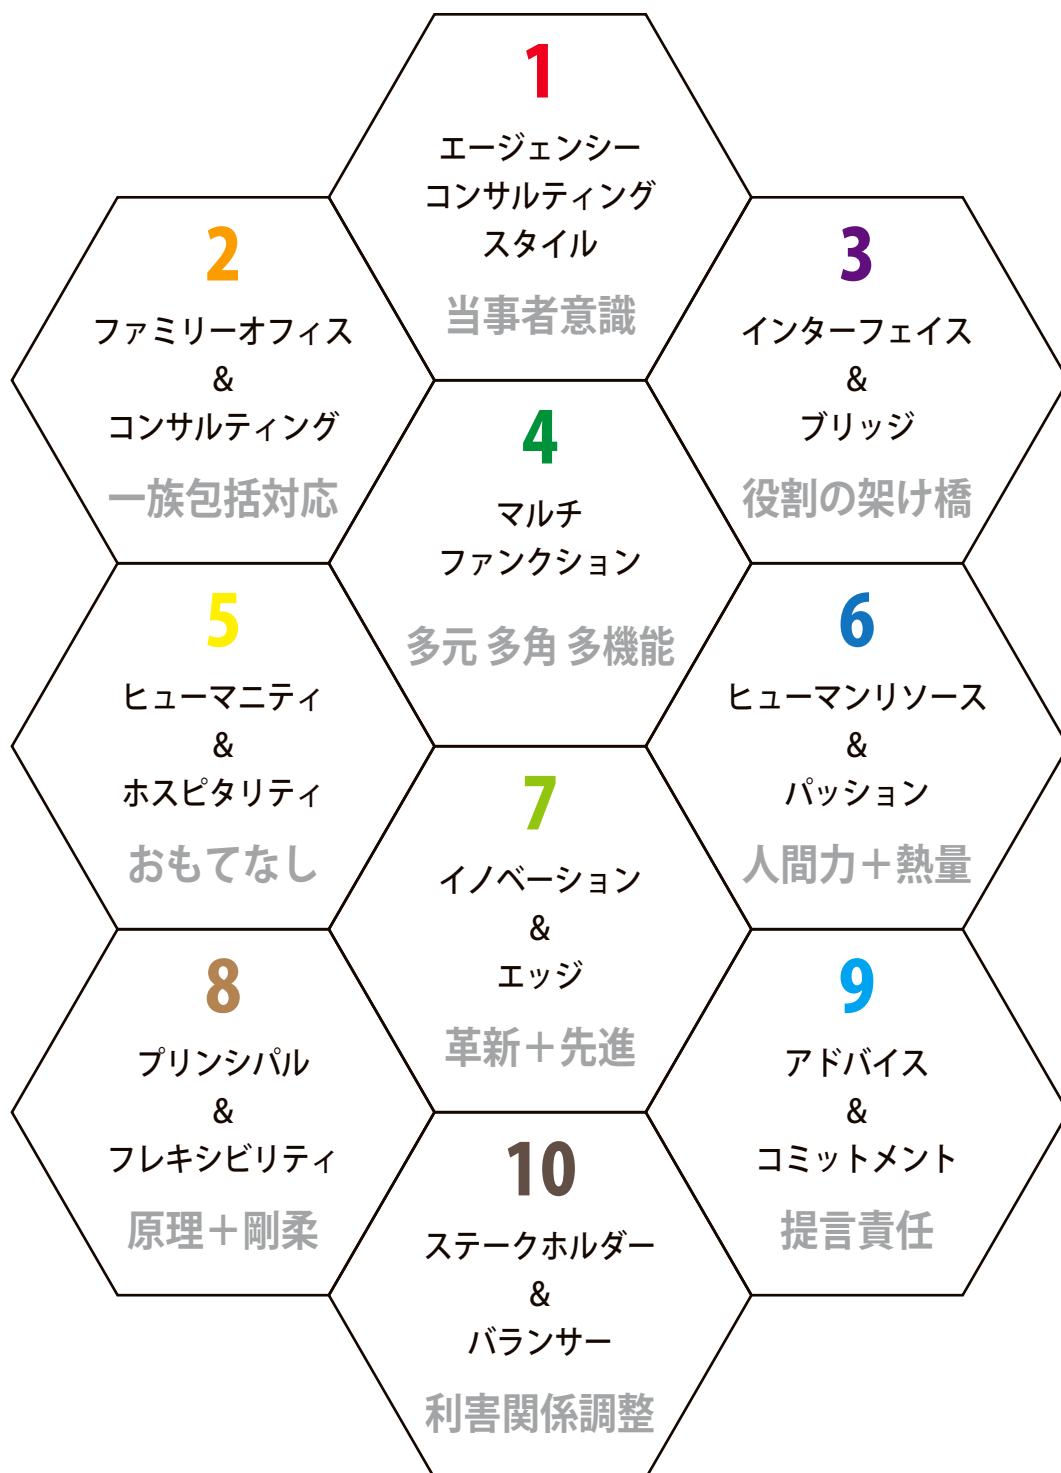 1
エージェンシー
コンサルティング
スタイル
当事者意識
2
ファミリーオフィス
&
コンサルティング
一族包括対応
3
インターフェイス
&
ブリッジ
役割の架け橋
4
マルチ
ファンクション
多元 多角 多機能
5
ヒューマニティ
&
ホスピタリティ
おもてなし
6
ヒューマンリソース
&
パッション
人間力＋熱量
7
イノベーション
&
エッジ
革新＋先進
8
プリンシパル
&
フレキシビリティ
原理＋剛柔
9
アドバイス
&
コミットメント
提言責任
10
ステークホルダー
&
バランサー
利害関係調整